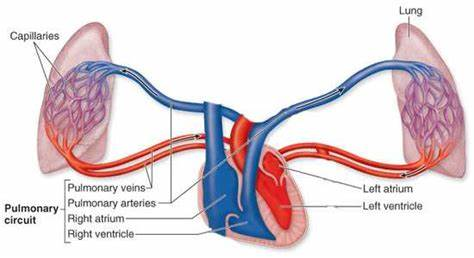 Lung
Capillaries
Pulmonary
circuit
Pulmonary veins
Pulmonary arteries
Right atrium
Right ventricle
Left atrium
Left ventricle